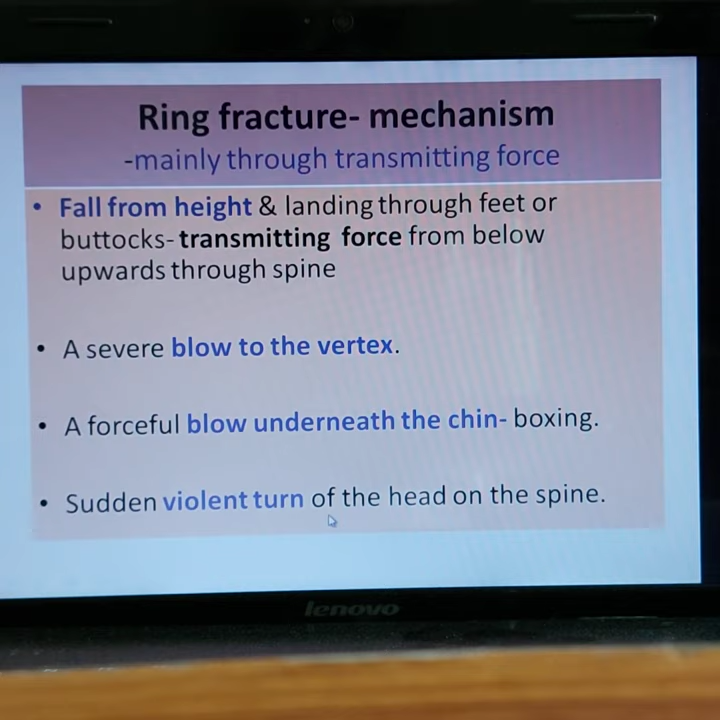 Ring fracture- mechanism
-mainly through transmitting force
• Fall from height & landing through feet or
buttocks- transmitting force from below
upwards through spine
• A severe blow to the vertex.
• A forceful blow underneath the chin- boxing.
• Sudden violent turn of the head on the spine.
lenovo